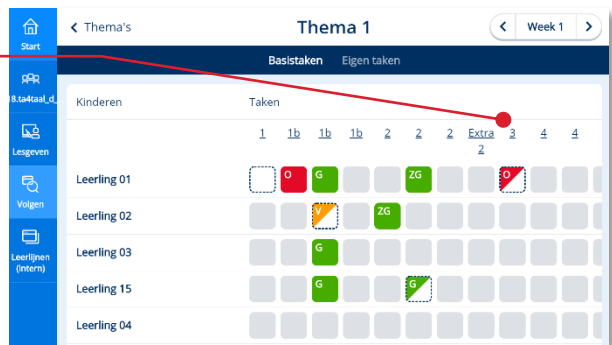 Start
18.ta4taal_d_
Lesgeven
Volgen
Leerlijnen
(intern)
Thema's
Thema 1
Week 1
Basistaken Eigen taken
Kinderen Taken
1 1b 1b 1b 2 2 2 Extra 3 4 4
2
Leerling 01 O G ZG O
Leerling 02 V ZG
Leerling 03 G
Leerling 15 G G
Leerling 04